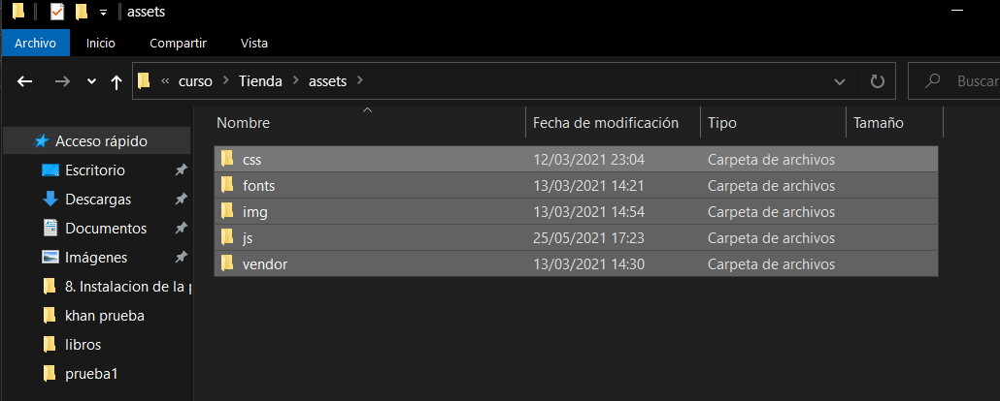 assets
Archivo Inicio Compartir Vista
« curso > Tienda > assets > Buscar
Nombre Fecha de modificación Tipo Tamaño
Acceso rápido
Escritorio
Descargas
Documentos
Imágenes
8. Instalacion de la p
khan prueba
libros
prueba1
css 12/03/2021 23:04 Carpeta de archivos
fonts 13/03/2021 14:21 Carpeta de archivos
img 13/03/2021 14:54 Carpeta de archivos
js 25/05/2021 17:23 Carpeta de archivos
vendor 13/03/2021 14:30 Carpeta de archivos